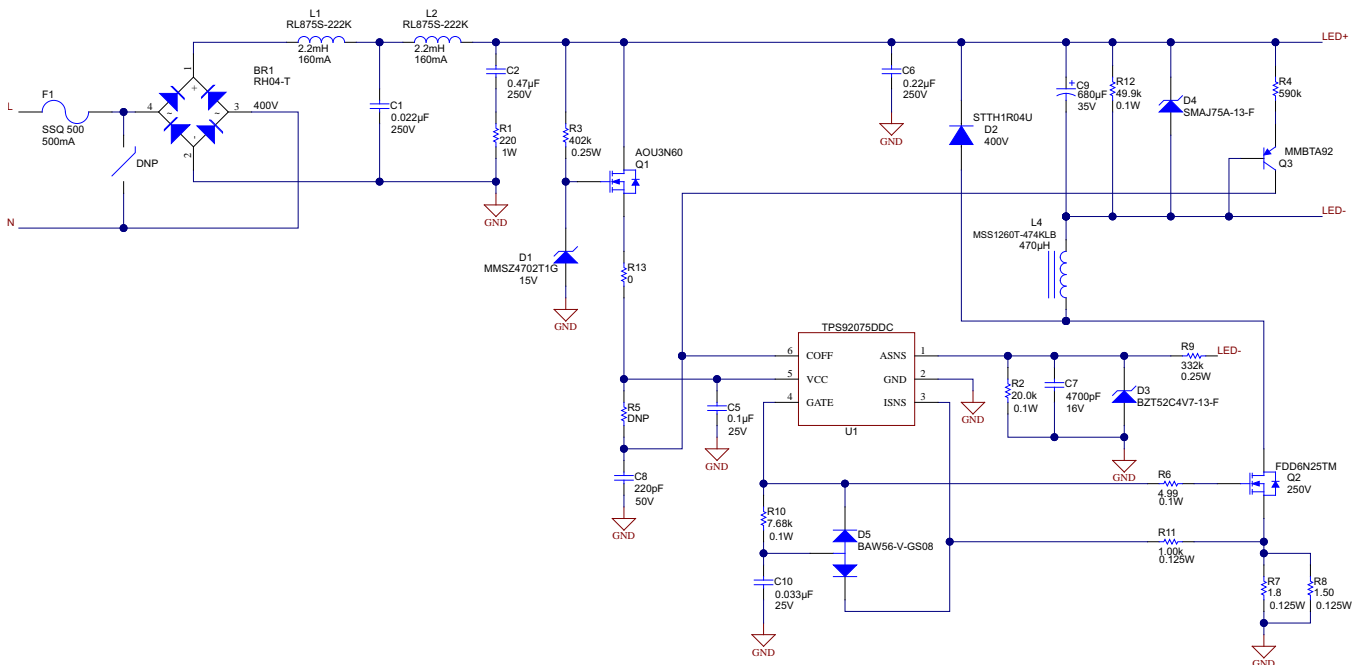 L1
RL875S-222K
2.2mH
160mA
L2
RL875S-222K
2.2mH
160mA
LED+
BR1
RH04-T
400V
1
+
4
~
~
3
-
2
L
F1
SSQ 500
500mA
DNP
N
C1
0.022µF
250V
C2
0.47µF
250V
R1
220
1W
GND
R3
402k
0.25W
AOU3N60
Q1
D1
MMSZ4702T1G
15V
GND
R13
0
C6
0.22µF
250V
GND
STTH1R04U
D2
400V
+
C9
680µF
35V
R12
49.9k
0.1W
D4
SMAJ75A-13-F
R4
590k
MMBTA92
Q3
LED-
L4
MSS1260T-474KLB
470µH
TPS92075DDC
6
COFF
ASNS
1
5
VCC
GND
2
4
GATE
ISNS
3
U1
R5
DNP
C5
0.1µF
25V
GND
C8
220pF
50V
GND
GND
R2
20.0k
0.1W
C7
4700pF
16V
D3
BZT52C4V7-13-F
GND
R9
332k
0.25W
LED-
R10
7.68k
0.1W
D5
BAW56-V-GS08
C10
0.033µF
25V
GND
R6
4.99
0.1W
FDD6N25TM
Q2
250V
R11
1.00k
0.125W
R7
1.8
0.125W
R8
1.50
0.125W
GND